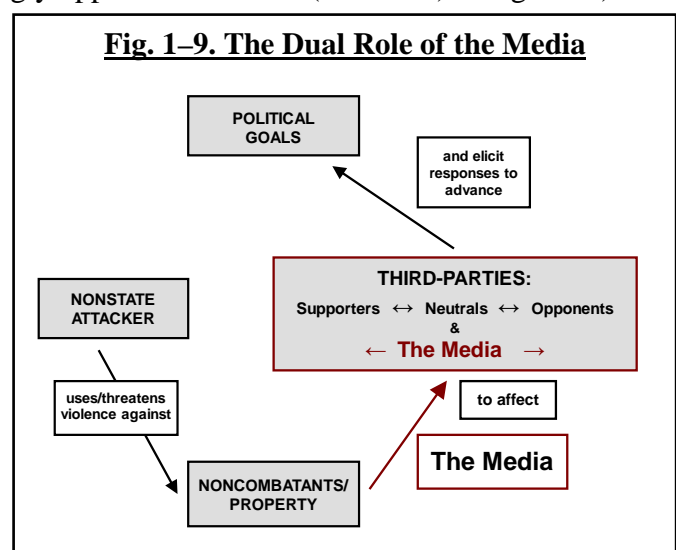 Fig. 1–9. The Dual Role of the Media
POLITICAL
GOALS
and elicit
responses to
advance
THIRD-PARTIES:
Supporters ↔ Neutrals ↔ Opponents
&
← The Media →
NONSTATE
ATTACKER
uses/threatens
violence against
to affect
The Media
NONCOMBATANTS/
PROPERTY